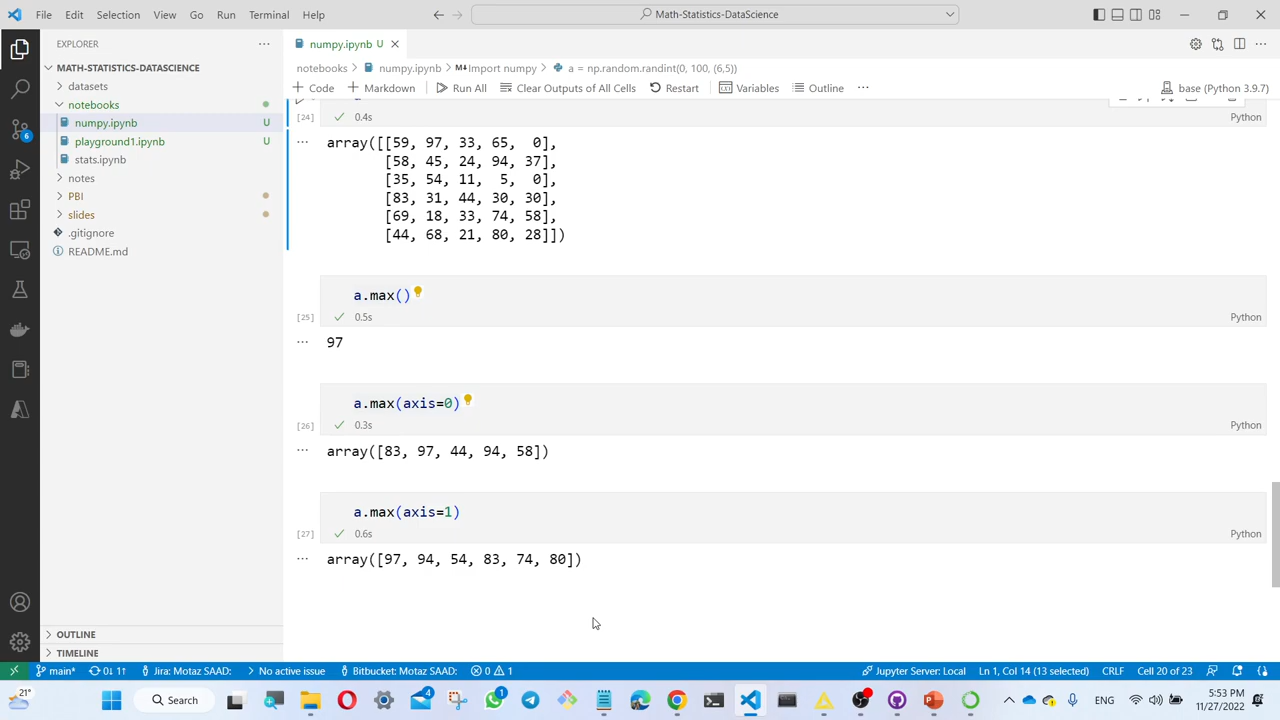 File Edit Selection View Go Run Terminal Help
Math-Statistics-DataScience
EXPLORER
numpy.ipynb U
MATH-STATISTICS-DATASCIENCE
datasets
notebooks
numpy.ipynb U
playground1.ipynb U
stats.ipynb
notes
PBI
slides
.gitignore
README.md
OUTLINE
TIMELINE
notebooks > numpy.ipynb > Import numpy > a = np.random.randint(0, 100, (6,5))
Code Markdown Run All Clear Outputs of All Cells Restart Variables Outline base (Python 3.9.7)
[24] 0.4s Python
array([[59, 97, 33, 65, 0],
[58, 45, 24, 94, 37],
[35, 54, 11, 5, 0],
[83, 31, 44, 30, 30],
[69, 18, 33, 74, 58],
[44, 68, 21, 80, 28]])
a.max()
[25] 0.5s Python
97
a.max(axis=0)
[26] 0.3s Python
array([83, 97, 44, 94, 58])
a.max(axis=1)
[27] 0.6s Python
array([97, 94, 54, 83, 74, 80])
main* 0↓ 1↑ Jira: Motaz SAAD: No active issue Bitbucket: Motaz SAAD: 0 1 Jupyter Server: Local Ln 1, Col 14 (13 selected) CRLF Cell 20 of 23
6
21° Search 4 1 ENG 5:53 PM
11/27/2022